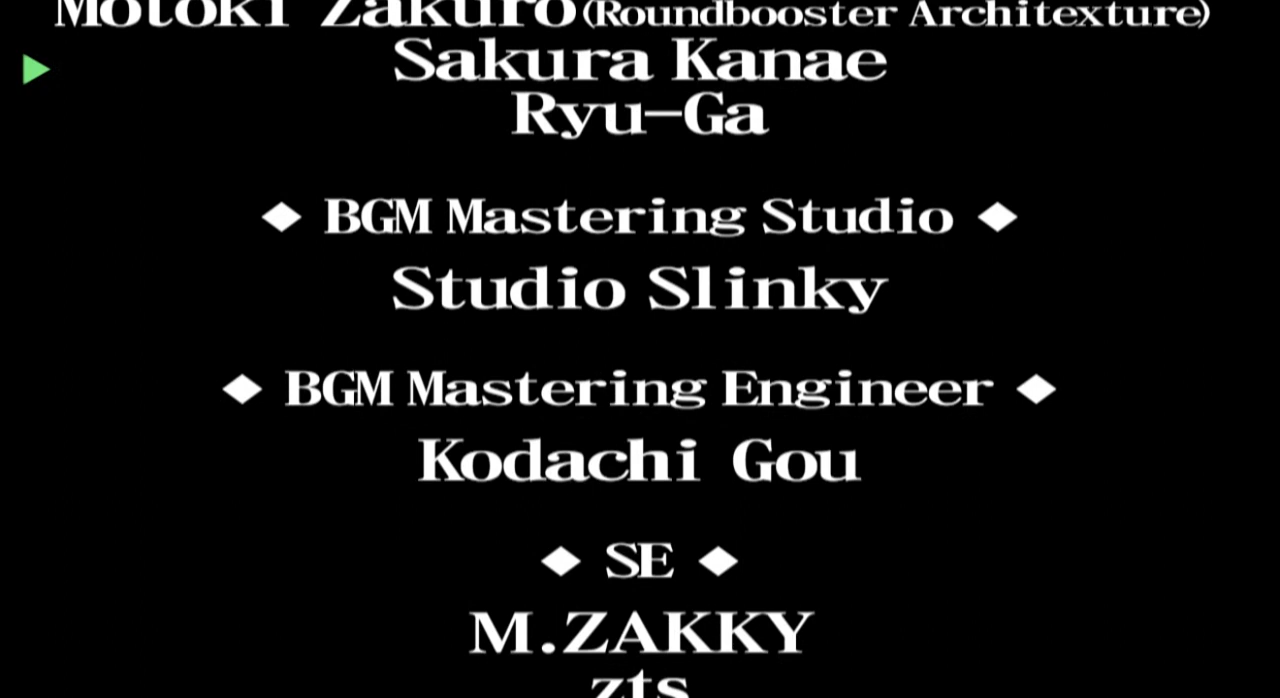 Motoki Zakuro(Roundbooster Architexture)
Sakura Kanae
Ryu-Ga
◆ BGM Mastering Studio ◆
Studio Slinky
◆ BGM Mastering Engineer ◆
Kodachi Gou
◆ SE ◆
M.ZAKKY
zts